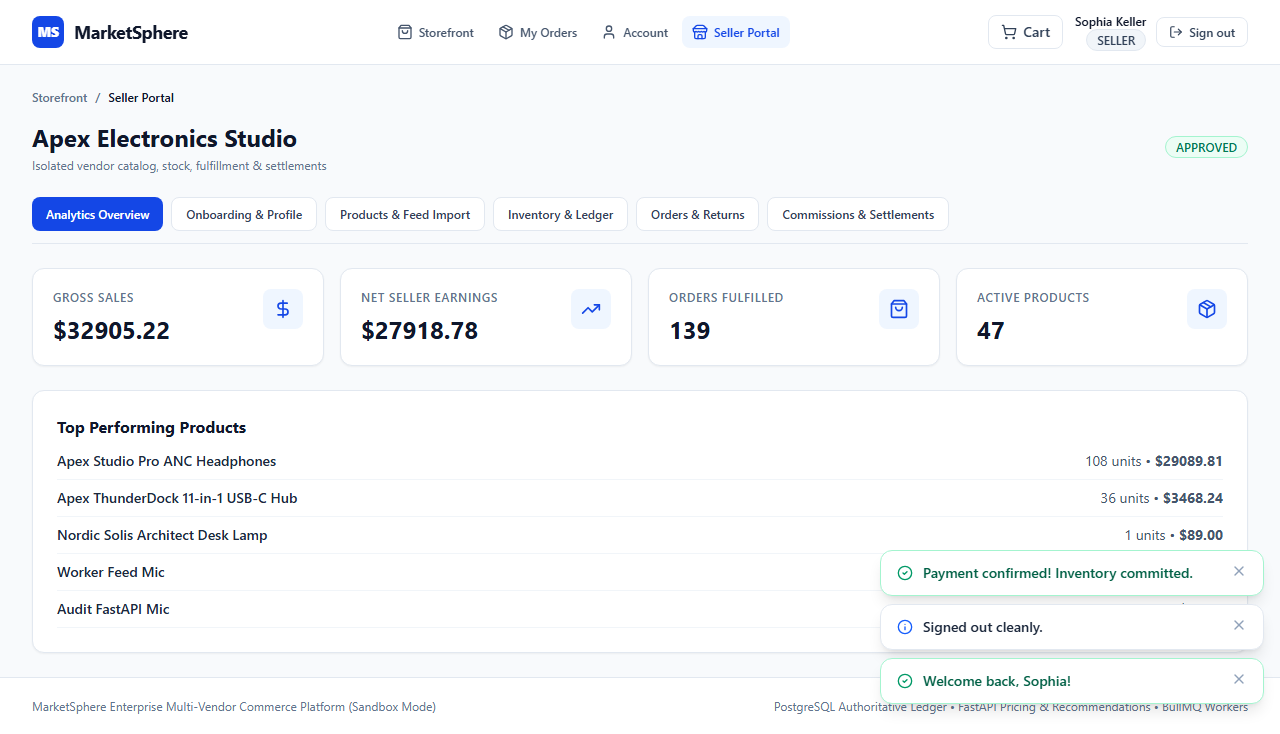 MS MarketSphere
Storefront
My Orders
Account
Seller Portal
Cart
Sophia Keller
SELLER
Sign out
Storefront / Seller Portal
Apex Electronics Studio
Isolated vendor catalog, stock, fulfillment & settlements
APPROVED
Analytics Overview
Onboarding & Profile
Products & Feed Import
Inventory & Ledger
Orders & Returns
Commissions & Settlements
GROSS SALES
$32905.22
NET SELLER EARNINGS
$27918.78
ORDERS FULFILLED
139
ACTIVE PRODUCTS
47
Top Performing Products
Apex Studio Pro ANC Headphones 108 units • $29089.81
Apex ThunderDock 11-in-1 USB-C Hub 36 units • $3468.24
Nordic Solis Architect Desk Lamp 1 units • $89.00
Worker Feed Mic
Audit FastAPI Mic
Payment confirmed! Inventory committed.
Signed out cleanly.
Welcome back, Sophia!
MarketSphere Enterprise Multi-Vendor Commerce Platform (Sandbox Mode)
PostgreSQL Authoritative Ledger • FastAPI Pricing & Recommendations • BullMQ Workers